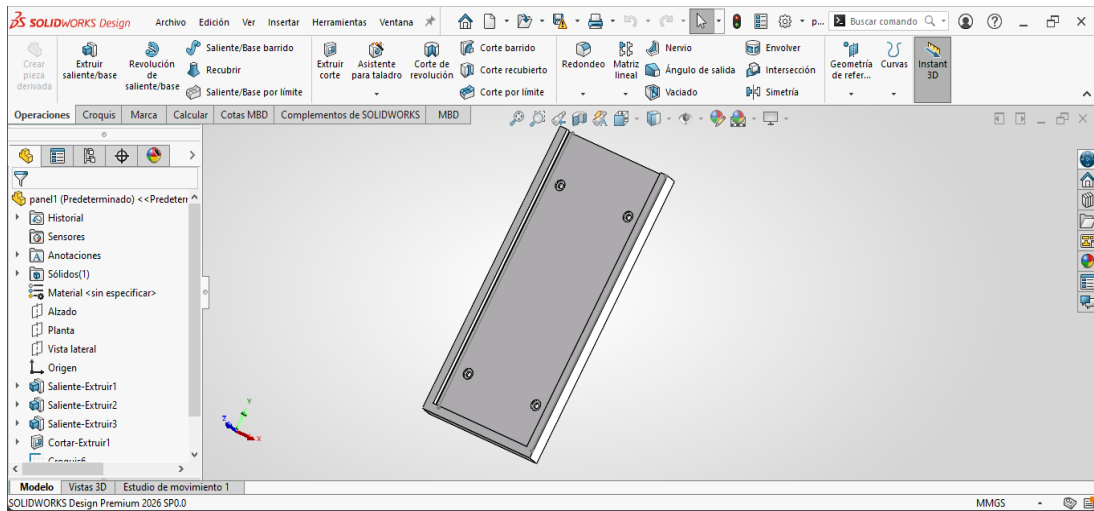 SOLIDWORKS Design Archivo Edición Ver Insertar Herramientas Ventana p... Buscar comando
Crear pieza derivada
Extruir saliente/base
Revolución de saliente/base
Saliente/Base barrido
Recubrir
Saliente/Base por límite
Extruir corte
Asistente para taladro
Corte de revolución
Corte barrido
Corte recubierto
Corte por límite
Redondeo
Matriz lineal
Nervio
Ángulo de salida
Vaciado
Envolver
Intersección
Simetría
Geometría de refer...
Curvas
Instant 3D
Operaciones Croquis Marca Calcular Cotas MBD Complementos de SOLIDWORKS MBD
panel1 (Predeterminado) <<Predeter
Historial
Sensores
Anotaciones
Sólidos(1)
Material <sin especificar>
Alzado
Planta
Vista lateral
Origen
Saliente-Extruir1
Saliente-Extruir2
Saliente-Extruir3
Cortar-Extruir1
Croquis6
Y
Z
X
Modelo Vistas 3D Estudio de movimiento 1
SOLIDWORKS Design Premium 2026 SP0.0 MMGS